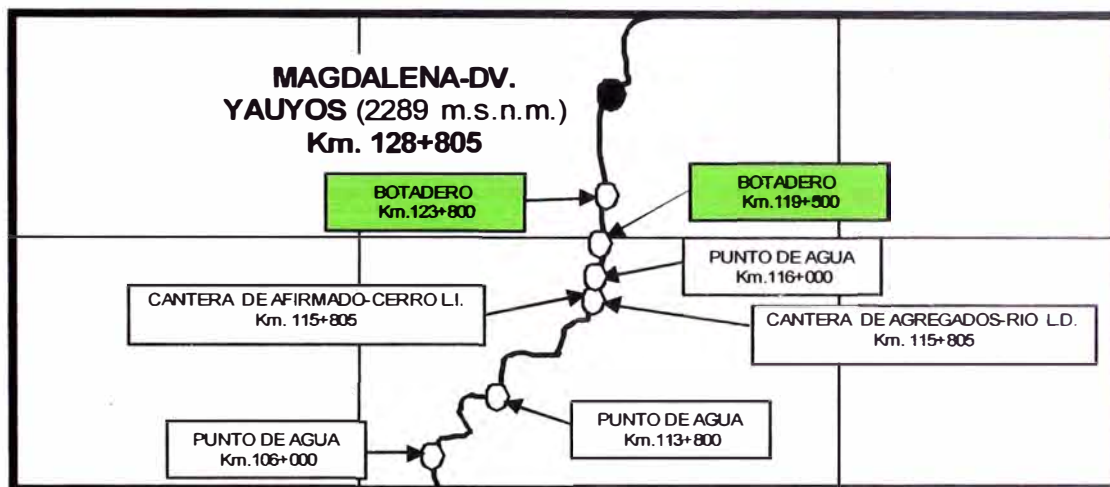 MAGDALENA-DV.
YAUYOS (2289 m.s.n.m.)
Km. 128+805
BOTADERO
Km.123+800
BOTADERO
Km.119+500
PUNTO DE AGUA
Km.116+000
CANTERA DE AFIRMADO-CERRO L.I.
Km. 115+805
CANTERA DE AGREGADOS-RIO L.D.
Km. 115+805
PUNTO DE AGUA
Km.113+800
PUNTO DE AGUA
Km.106+000